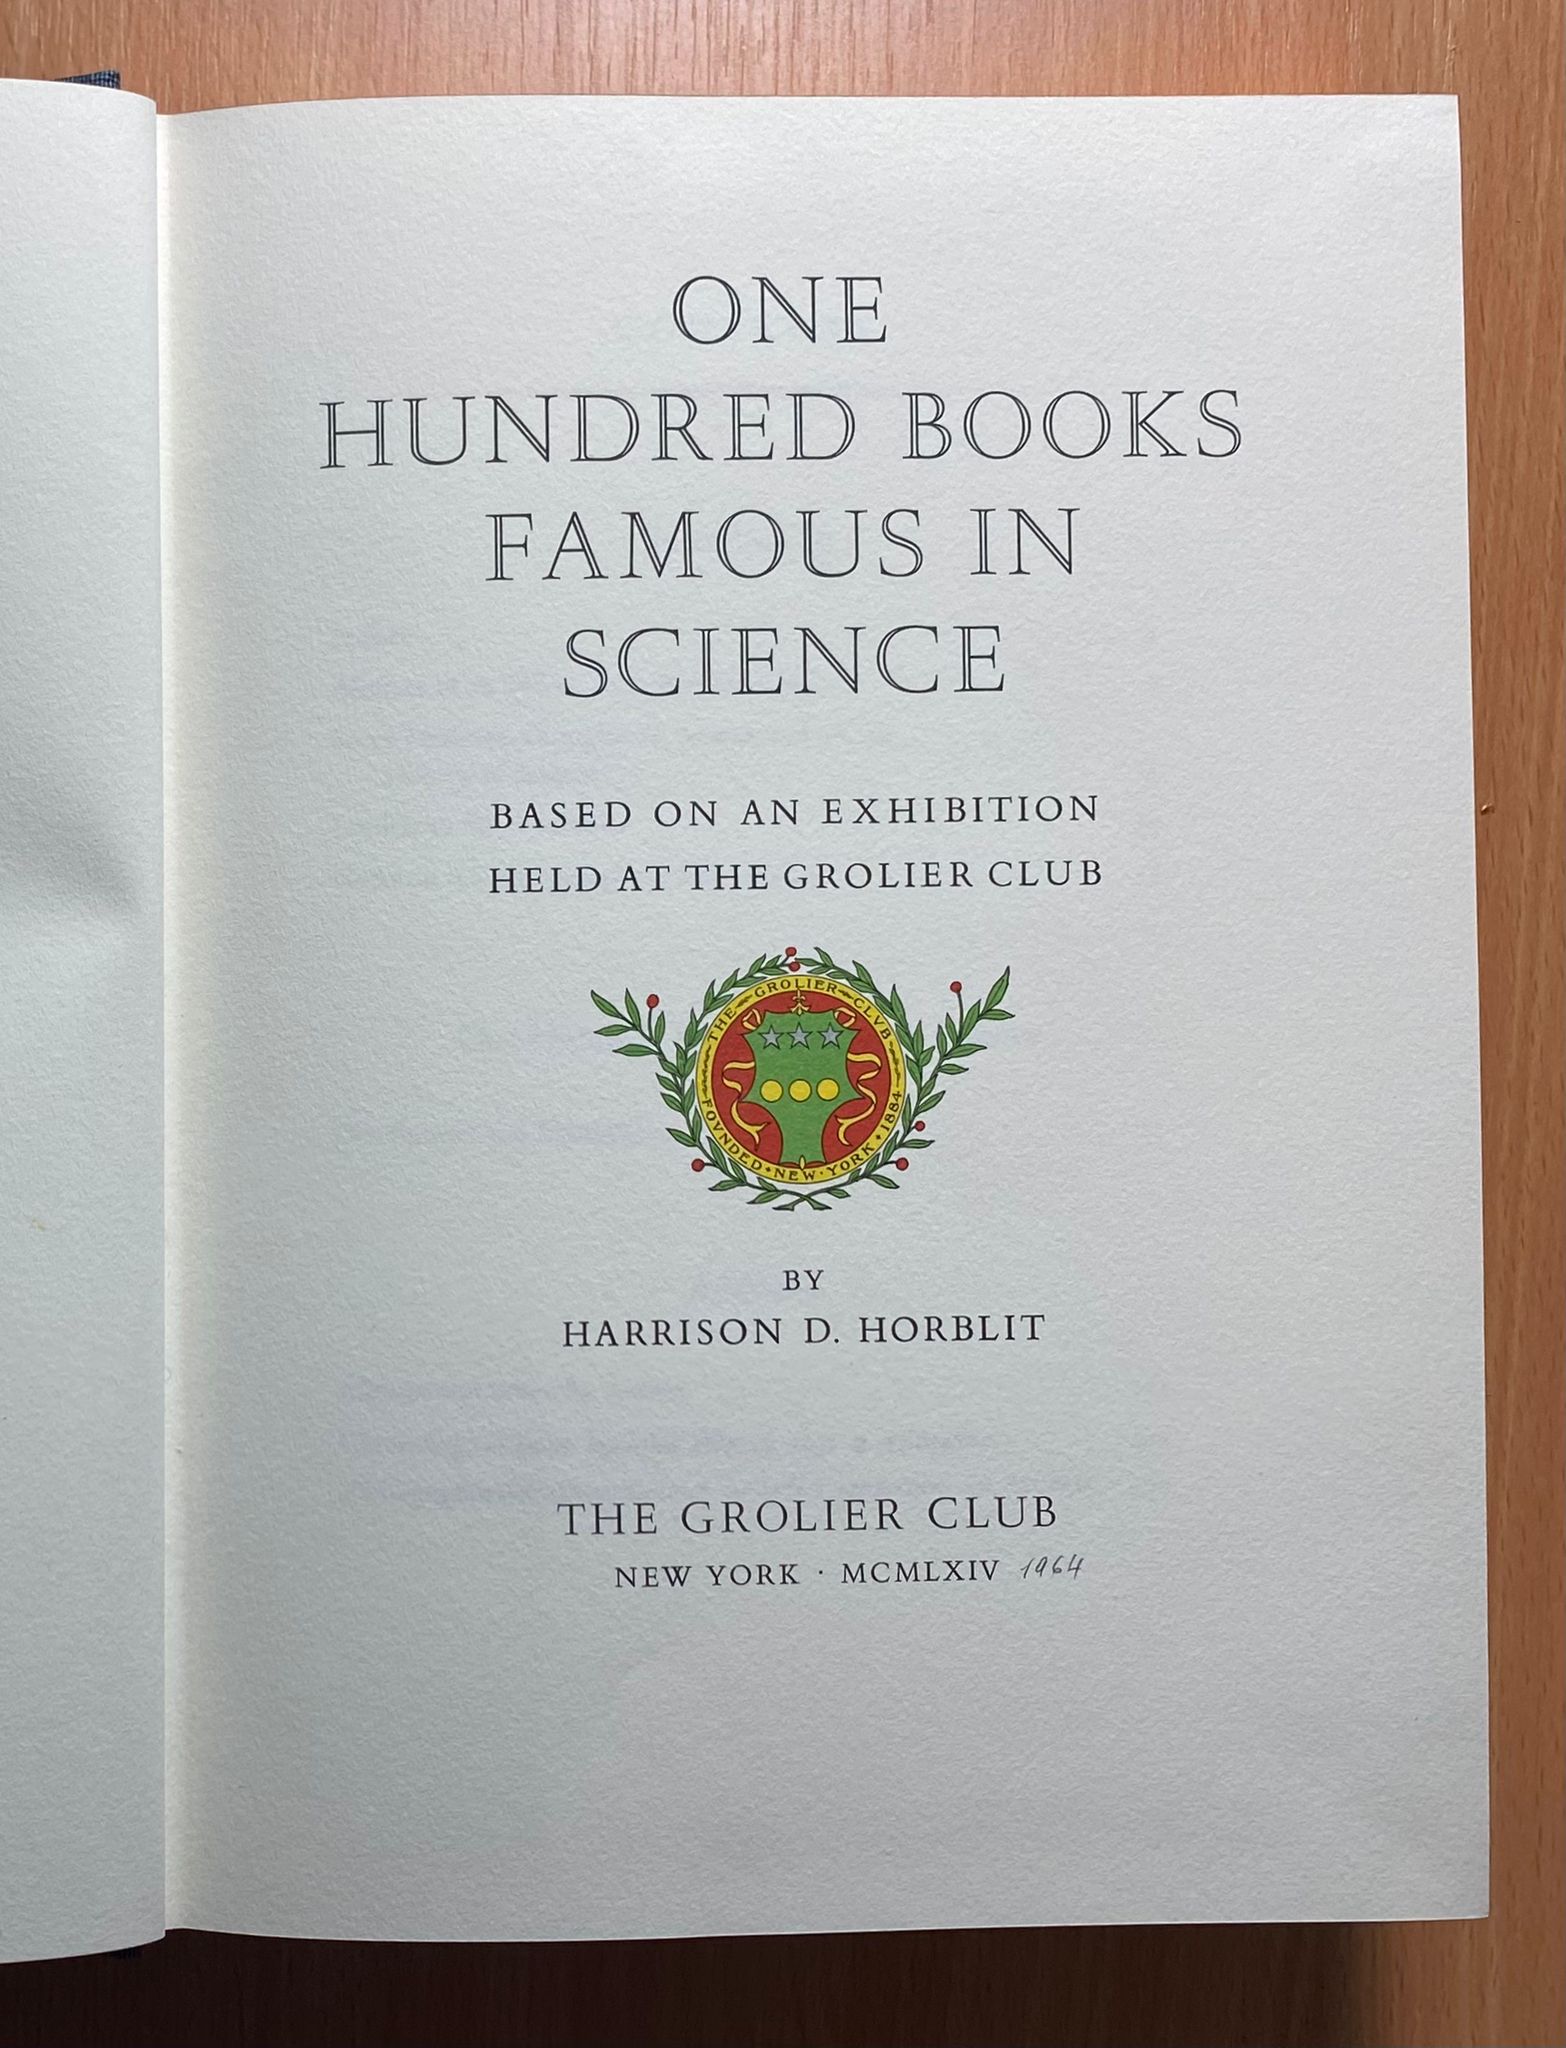 ONE
HUNDRED BOOKS
FAMOUS IN
SCIENCE
BASED ON AN EXHIBITION
HELD AT THE GROLIER CLUB
THE GROLIER CLVB
FOVNDED · NEW · YORK · 1884
BY
HARRISON D. HORBLIT
THE GROLIER CLUB
NEW YORK · MCMLXIV 1964